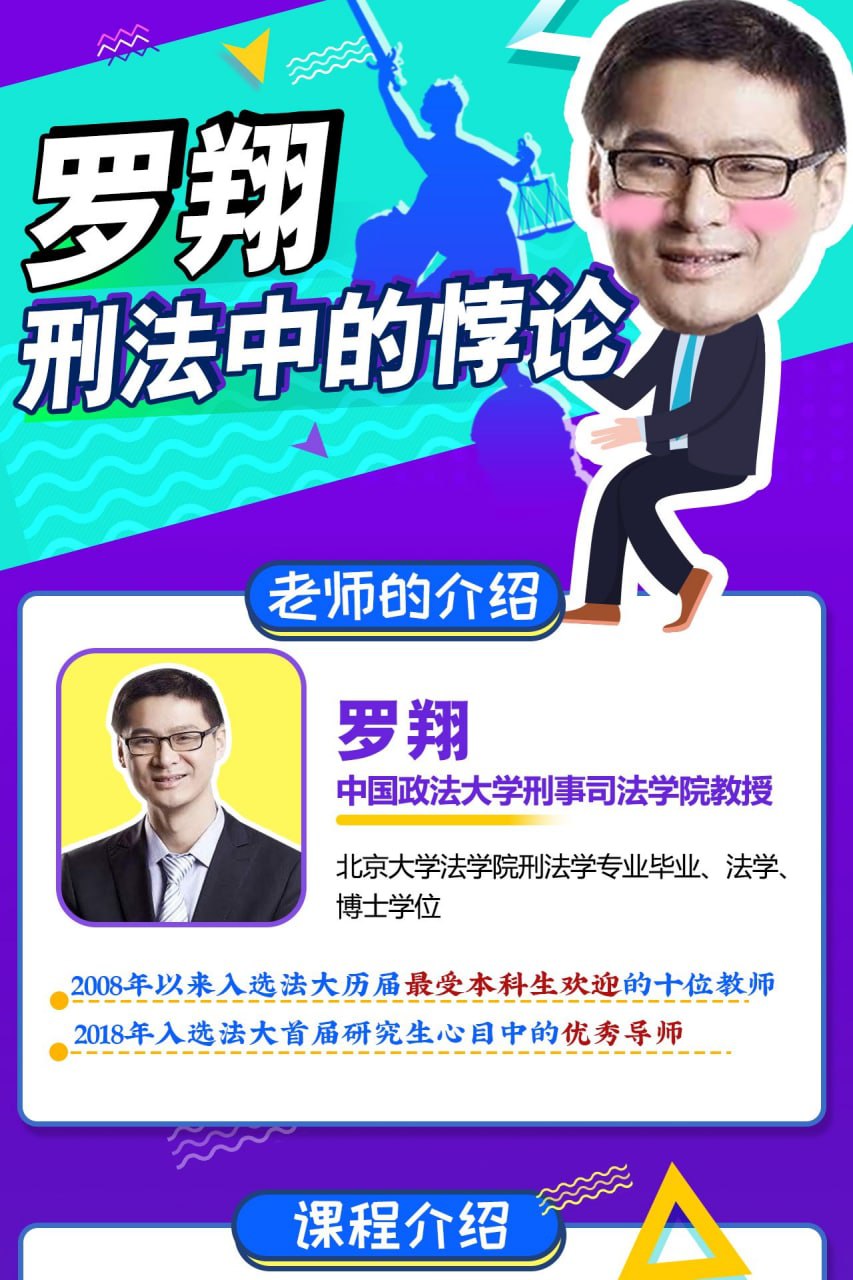 罗翔
刑法中的悖论
老师的介绍
罗翔
中国政法大学刑事司法学院教授
北京大学法学院刑法学专业毕业、法学、
博士学位
2008年以来入选法大历届最受本科生欢迎的十位教师
2018年入选法大首届研究生心目中的优秀导师
课程介绍